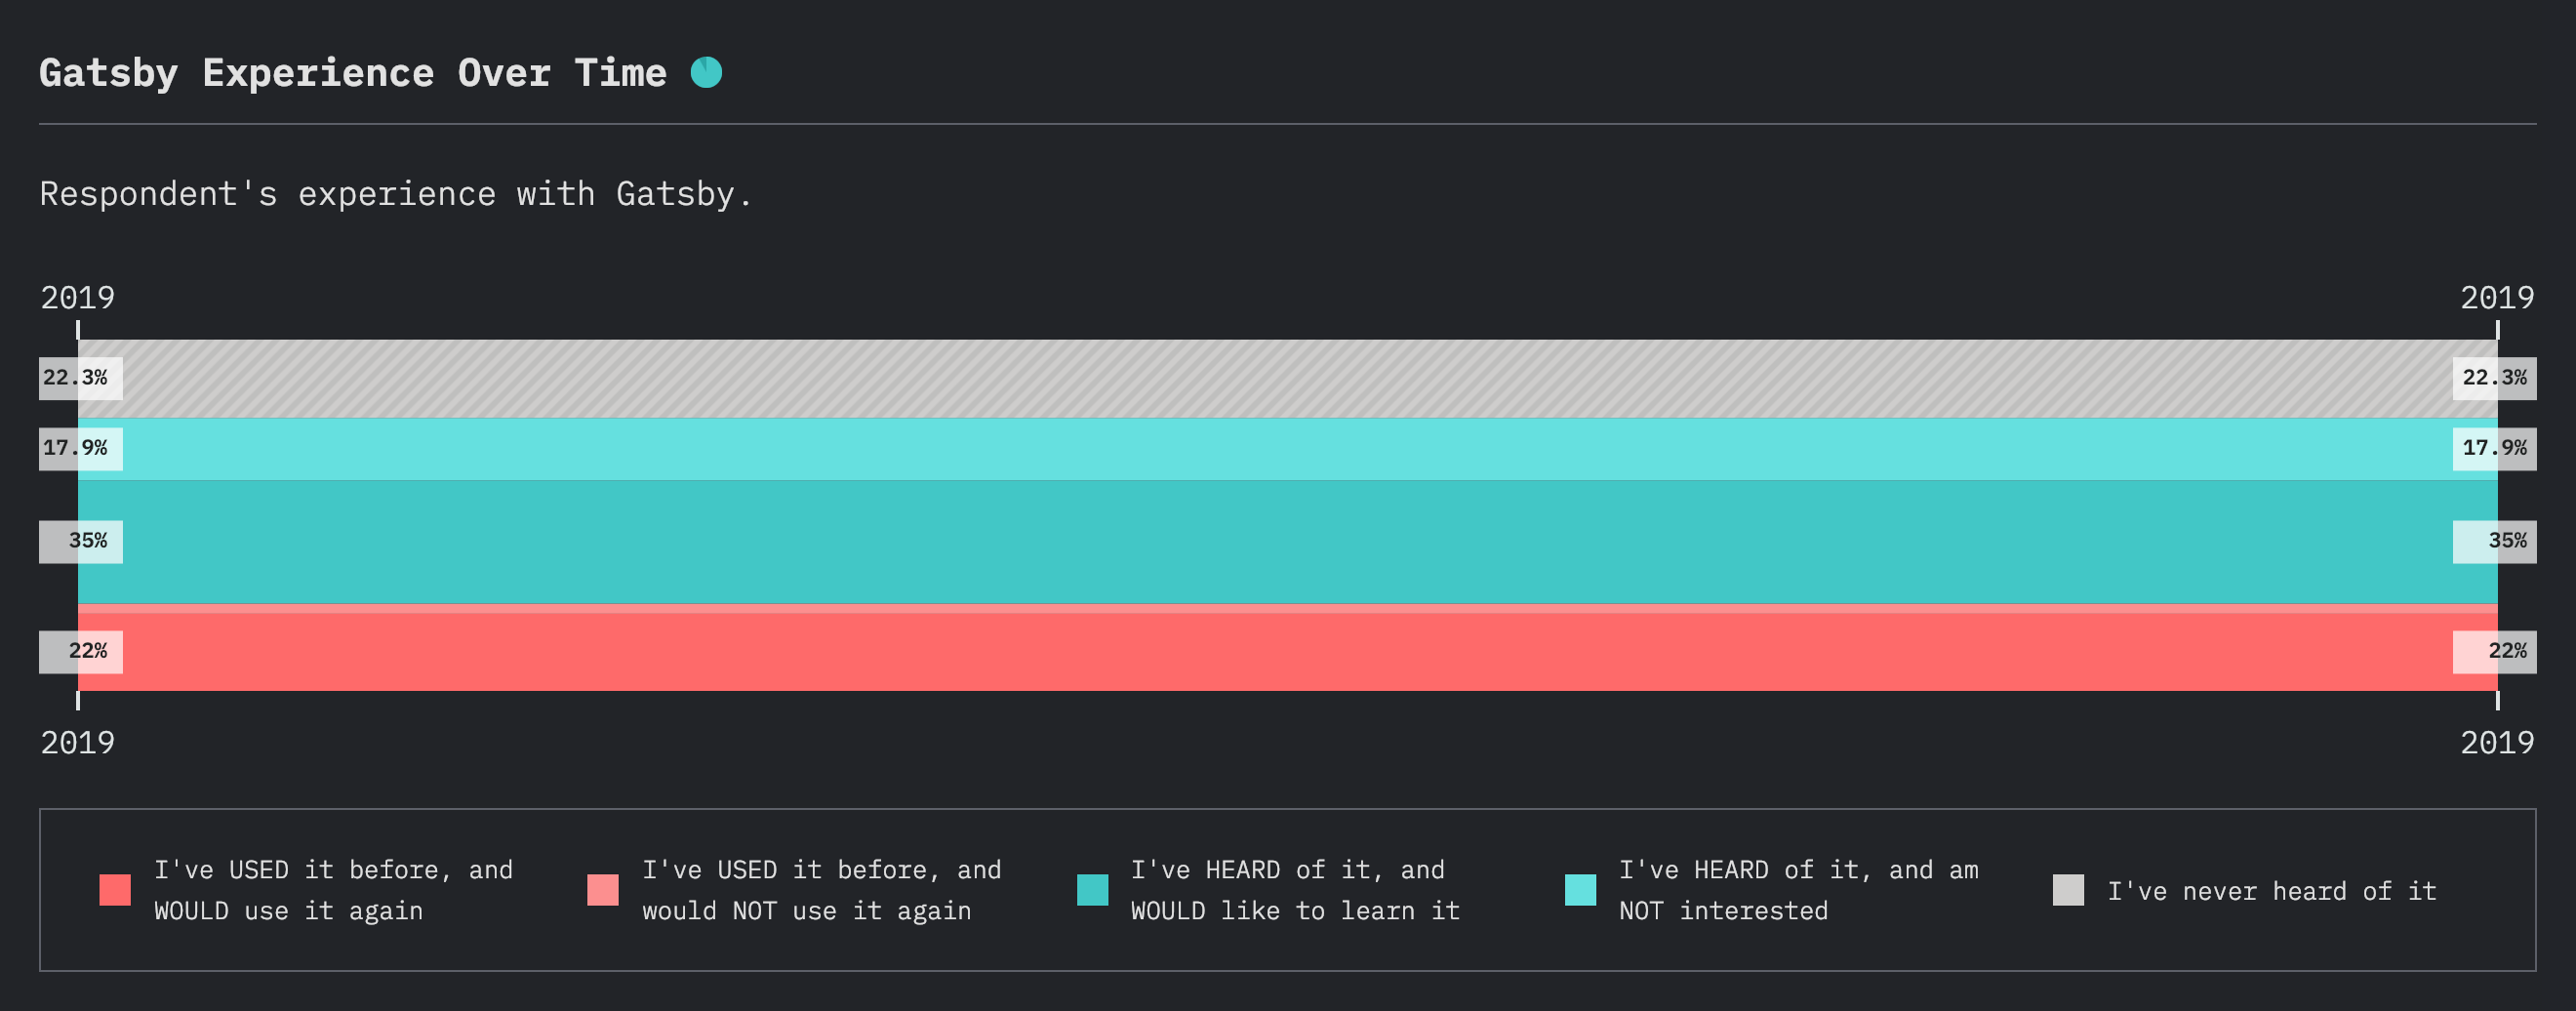 Gatsby Experience Over Time
Respondent's experience with Gatsby.
2019 2019
22.3% 22.3%
17.9% 17.9%
35% 35%
22% 22%
2019 2019
I've USED it before, and
WOULD use it again
I've USED it before, and
would NOT use it again
I've HEARD of it, and
WOULD like to learn it
I've HEARD of it, and am
NOT interested
I've never heard of it